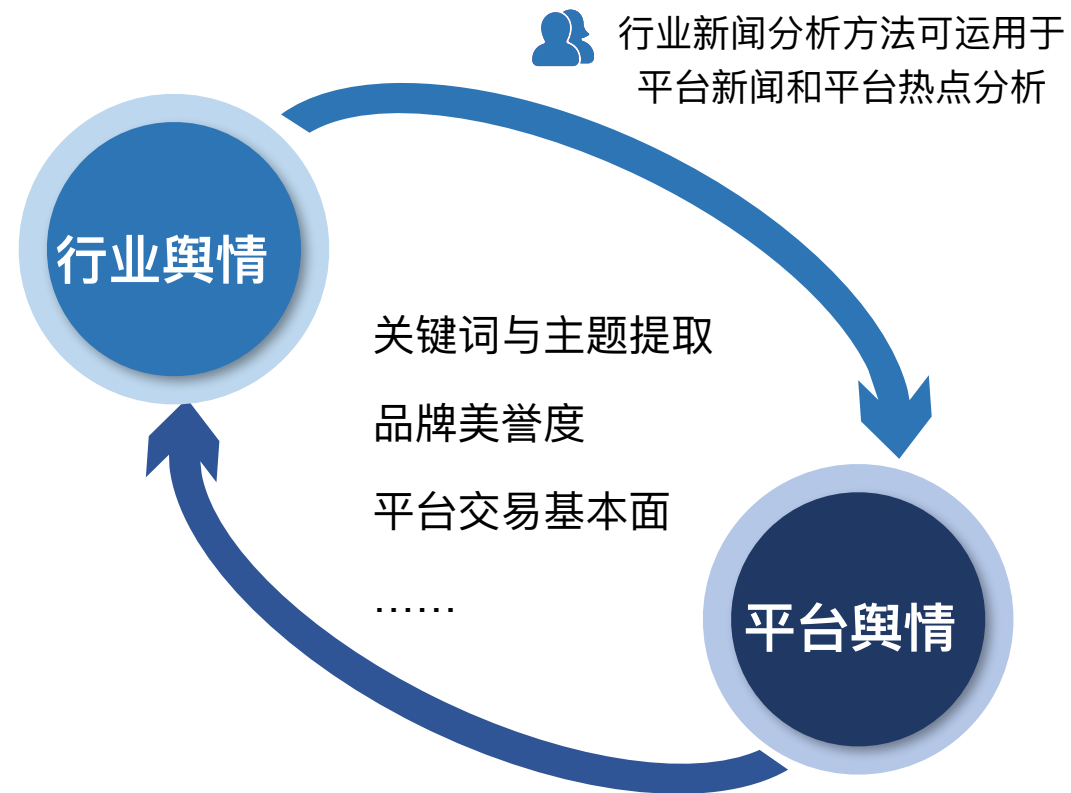 行业新闻分析方法可运用于
平台新闻和平台热点分析
行业舆情
关键词与主题提取
品牌美誉度
平台交易基本面
……
平台舆情